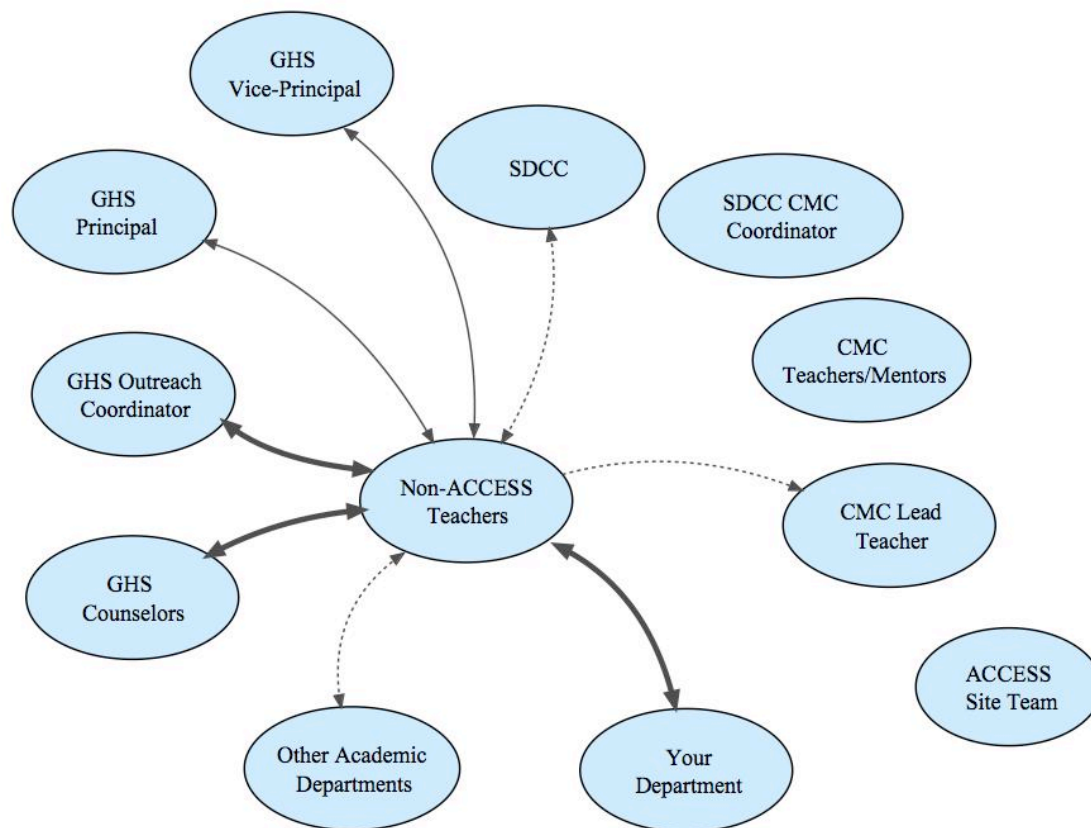 GHS
Vice-Principal
SDCC
SDCC CMC
Coordinator
GHS
Principal
CMC
Teachers/Mentors
GHS Outreach
Coordinator
Non-ACCESS
Teachers
CMC Lead
Teacher
GHS
Counselors
ACCESS
Site Team
Other Academic
Departments
Your
Department